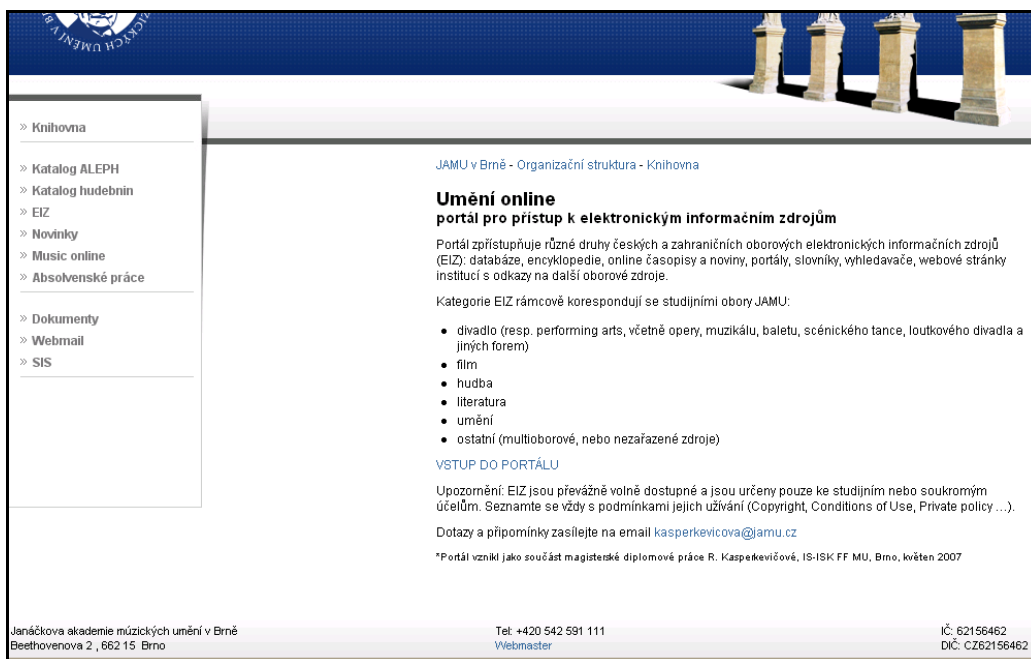 ZICKÝCH UMĚNÍ V B
» Knihovna
» Katalog ALEPH
» Katalog hudebnin
» EIZ
» Novinky
» Music online
» Absolvenské práce
» Dokumenty
» Webmail
» SIS
JAMU v Brně - Organizační struktura - Knihovna
Umění online
portál pro přístup k elektronickým informačním zdrojům
Portál zpřístupňuje různé druhy českých a zahraničních oborových elektronických informačních zdrojů
(EIZ): databáze, encyklopedie, online časopisy a noviny, portály, slovníky, vyhledavače, webové stránky
institucí s odkazy na další oborové zdroje.
Kategorie EIZ rámcově korespondují se studijními obory JAMU:
● divadlo (resp. performing arts, včetně opery, muzikálu, baletu, scénického tance, loutkového divadla a
jiných forem)
● film
● hudba
● literatura
● umění
● ostatní (multioborové, nebo nezařazené zdroje)
VSTUP DO PORTÁLU
Upozornění: EIZ jsou převážně volně dostupné a jsou určeny pouze ke studijním nebo soukromým
účelům. Seznamte se vždy s podmínkami jejich užívání (Copyright, Conditions of Use, Private policy ...).
Dotazy a připomínky zasílejte na email kasperkevicova@jamu.cz
*Portál vznikl jako součást magisterské diplomové práce R. Kasperkevičové, IS-ISK FF MU, Brno, květen 2007
Janáčkova akademie múzických umění v Brně
Beethovenova 2 , 662 15 Brno
Tel: +420 542 591 111
Webmaster
IČ: 62156462
DIČ: CZ62156462